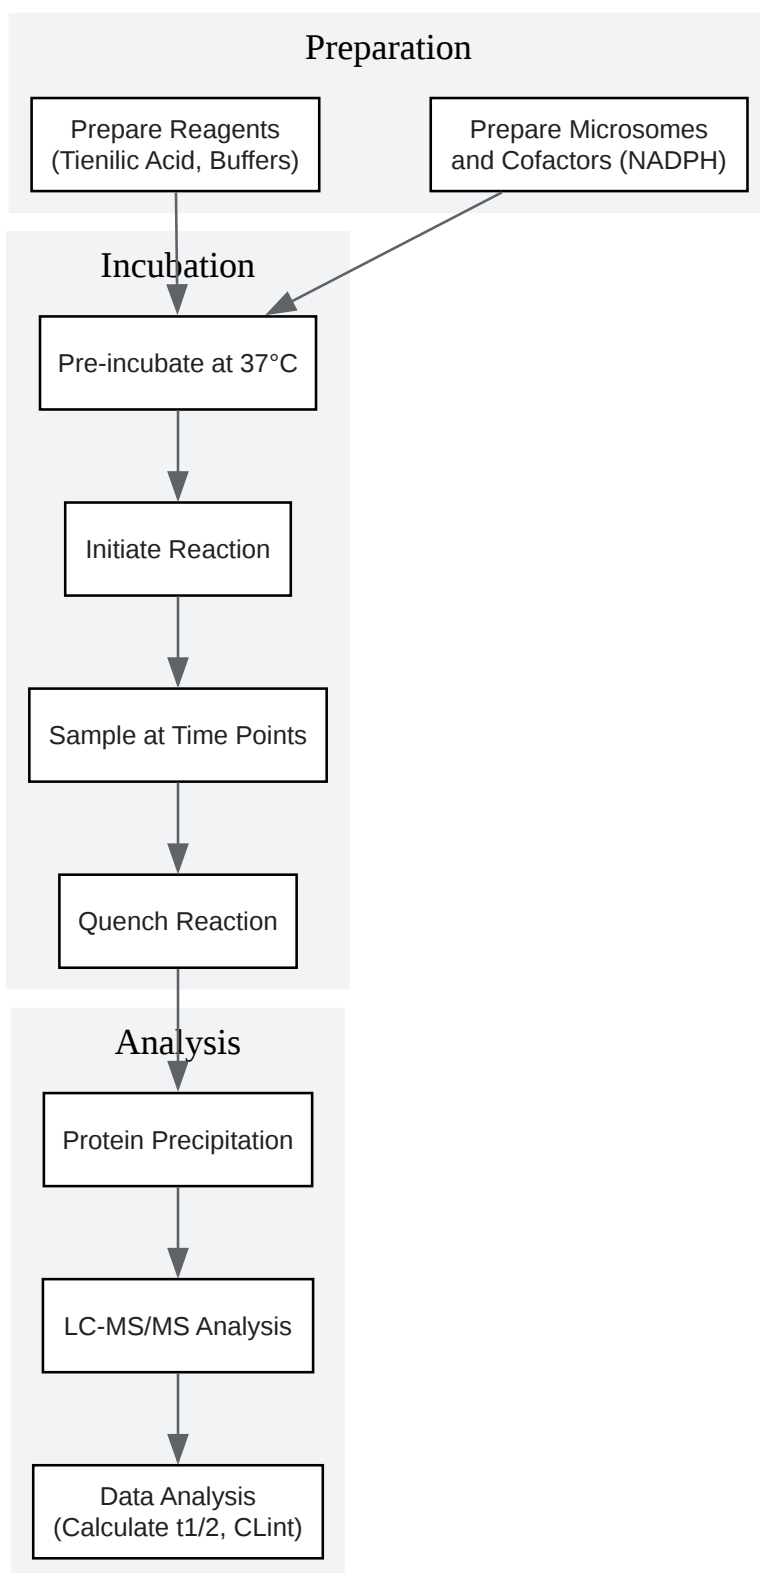 Preparation
Prepare Reagents
(Tienilic Acid, Buffers)
Prepare Microsomes
and Cofactors (NADPH)
Incubation
Pre-incubate at 37°C
Initiate Reaction
Sample at Time Points
Quench Reaction
Analysis
Protein Precipitation
LC-MS/MS Analysis
Data Analysis
(Calculate t1/2, CLint)